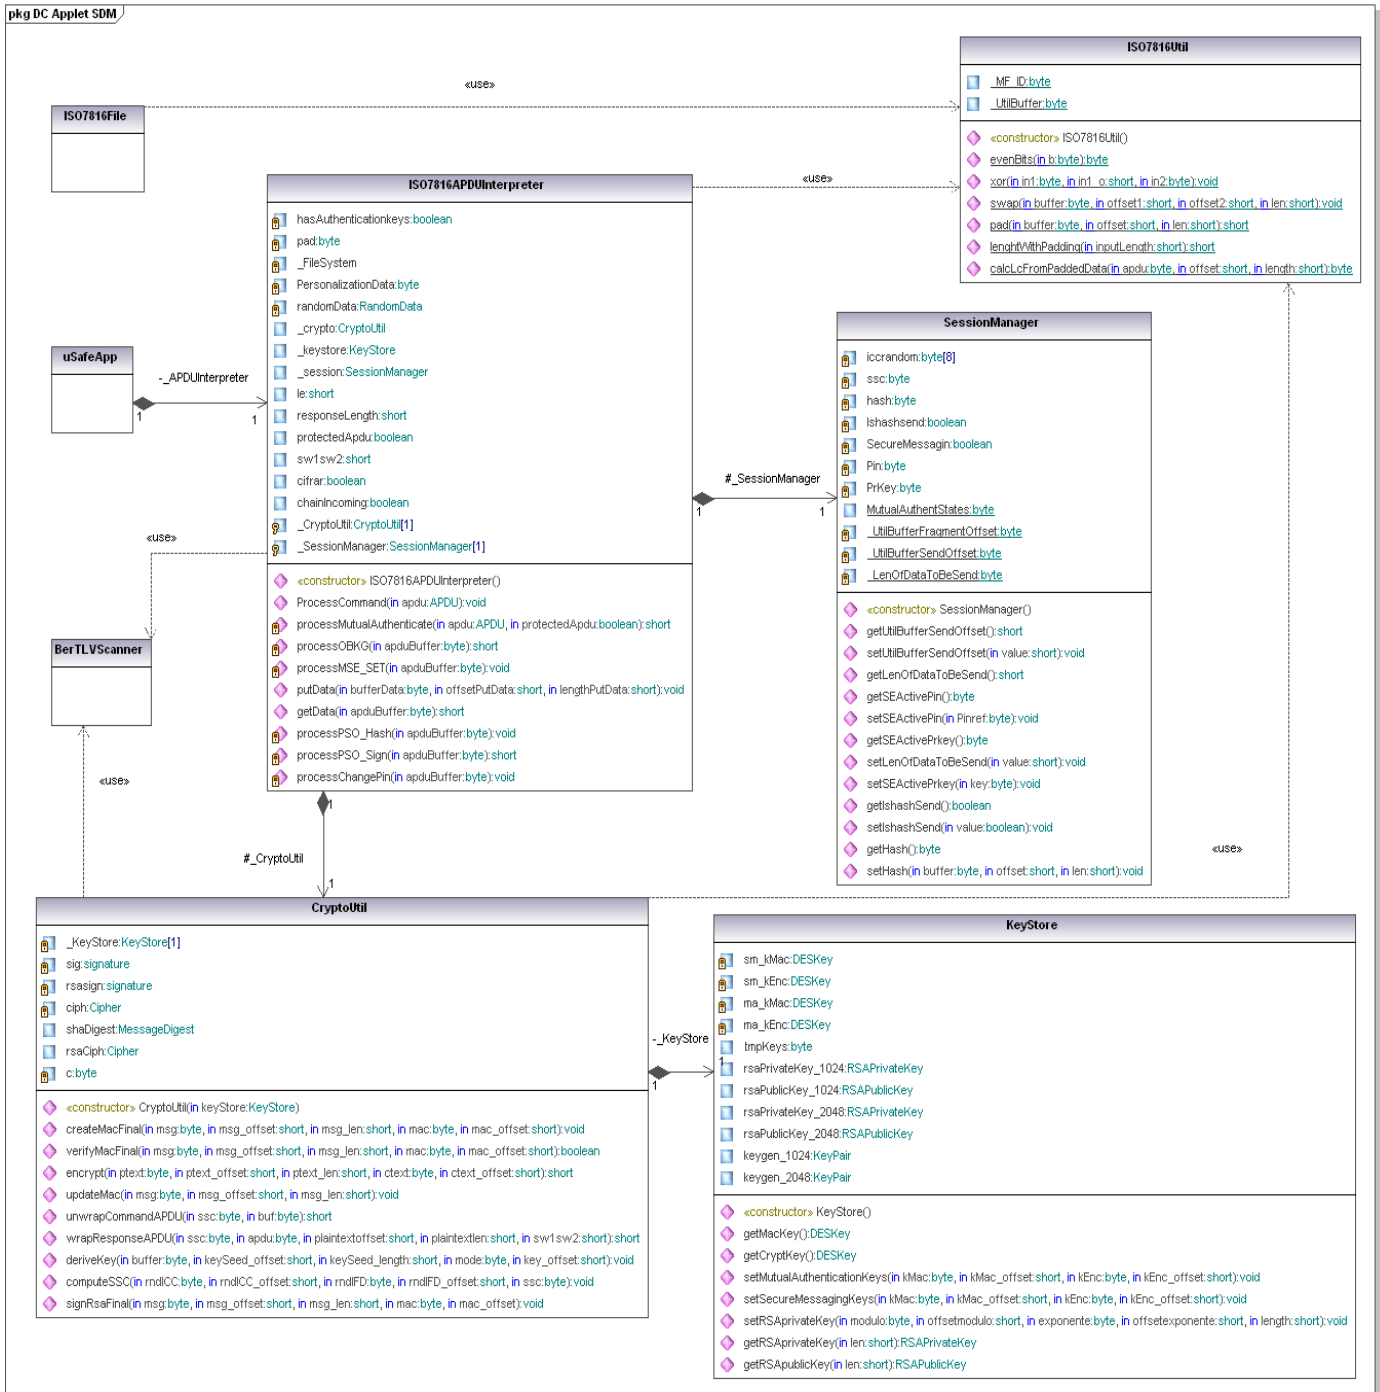 pkg DC Applet SDM
ISO7816Util
_MF_ID:byte
_UtilBuffer:byte
«constructor» ISO7816Util()
evenBits(in b:byte):byte
xor(in in1:byte, in in1_o:short, in in2:byte):void
swap(in buffer:byte, in offset1:short, in offset2:short, in len:short):void
pad(in buffer:byte, in offset:short, in len:short):short
lenghtWithPadding(in inputLength:short):short
calcLcFromPaddedData(in apdu:byte, in offset:short, in length:short):byte
«use»
ISO7816File
ISO7816APDUInterpreter
hasAuthenticationkeys:boolean
pad:byte
_FileSystem
PersonalizationData:byte
randomData:RandomData
_crypto:CryptoUtil
_keystore:KeyStore
_session:SessionManager
le:short
responseLength:short
protectedApdu:boolean
sw1sw2:short
cifrar:boolean
chainIncoming:boolean
_CryptoUtil:CryptoUtil[1]
_SessionManager:SessionManager[1]
«constructor» ISO7816APDUInterpreter()
ProcessCommand(in apdu:APDU):void
processMutualAuthenticate(in apdu:APDU, in protectedApdu:boolean):short
processOBKG(in apduBuffer:byte):short
processMSE_SET(in apduBuffer:byte):void
putData(in bufferData:byte, in offsetPutData:short, in lengthPutData:short):void
getData(in apduBuffer:byte):short
processPSO_Hash(in apduBuffer:byte):void
processPSO_Sign(in apduBuffer:byte):short
processChangePin(in apduBuffer:byte):void
«use»
uSafeApp
-_APDUInterpreter
1
1
SessionManager
iccrandom:byte[8]
ssc:byte
hash:byte
Ishashsend:boolean
SecureMessagin:boolean
Pin:byte
PrKey:byte
MutualAuthentStates:byte
_UtilBufferFragmentOffset:byte
_UtilBufferSendOffset:byte
_LenOfDataToBeSend:byte
«constructor» SessionManager()
getUtilBufferSendOffset():short
setUtilBufferSendOffset(in value:short):void
getLenOfDataToBeSend():short
getSEActivePin():byte
setSEActivePin(in Pinref:byte):void
getSEActivePrkey():byte
setLenOfDataToBeSend(in value:short):void
setSEActivePrkey(in key:byte):void
getIshashSend():boolean
setIshashSend(in value:boolean):void
getHash():byte
setHash(in buffer:byte, in offset:short, in len:short):void
#_SessionManager
1
1
«use»
BerTLVScanner
«use»
1
#_CryptoUtil
1
«use»
CryptoUtil
_KeyStore:KeyStore[1]
sig:signature
rsasign:signature
ciph:Cipher
shaDigest:MessageDigest
rsaCiph:Cipher
c:byte
«constructor» CryptoUtil(in keyStore:KeyStore)
createMacFinal(in msg:byte, in msg_offset:short, in msg_len:short, in mac:byte, in mac_offset:short):void
verifyMacFinal(in msg:byte, in msg_offset:short, in msg_len:short, in mac:byte, in mac_offset:short):boolean
encrypt(in ptext:byte, in ptext_offset:short, in ptext_len:short, in ctext:byte, in ctext_offset:short):short
updateMac(in msg:byte, in msg_offset:short, in msg_len:short):void
unwrapCommandAPDU(in ssc:byte, in buf:byte):short
wrapResponseAPDU(in ssc:byte, in apdu:byte, in plaintextoffset:short, in plaintextlen:short, in sw1sw2:short):short
deriveKey(in buffer:byte, in keySeed_offset:short, in keySeed_length:short, in mode:byte, in key_offset:short):void
computeSSC(in rndICC:byte, in rndICC_offset:short, in rndIFD:byte, in rndIFD_offset:short, in ssc:byte):void
signRsaFinal(in msg:byte, in msg_offset:short, in msg_len:short, in mac:byte, in mac_offset):void
-_KeyStore
1
1
KeyStore
sm_kMac:DESKey
sm_kEnc:DESKey
ma_kMac:DESKey
ma_kEnc:DESKey
tmpKeys:byte
rsaPrivateKey_1024:RSAPrivateKey
rsaPublicKey_1024:RSAPublicKey
rsaPrivateKey_2048:RSAPrivateKey
rsaPublicKey_2048:RSAPublicKey
keygen_1024:KeyPair
keygen_2048:KeyPair
«constructor» KeyStore()
getMacKey():DESKey
getCryptKey():DESKey
setMutualAuthenticationKeys(in kMac:byte, in kMac_offset:short, in kEnc:byte, in kEnc_offset:short):void
setSecureMessagingKeys(in kMac:byte, in kMac_offset:short, in kEnc:byte, in kEnc_offset:short):void
setRSAprivateKey(in modulo:byte, in offsetmodulo:short, in exponente:byte, in offsetexponente:short, in length:short):void
getRSAprivateKey(in len:short):RSAPrivateKey
getRSApublicKey(in len:short):RSAPublicKey